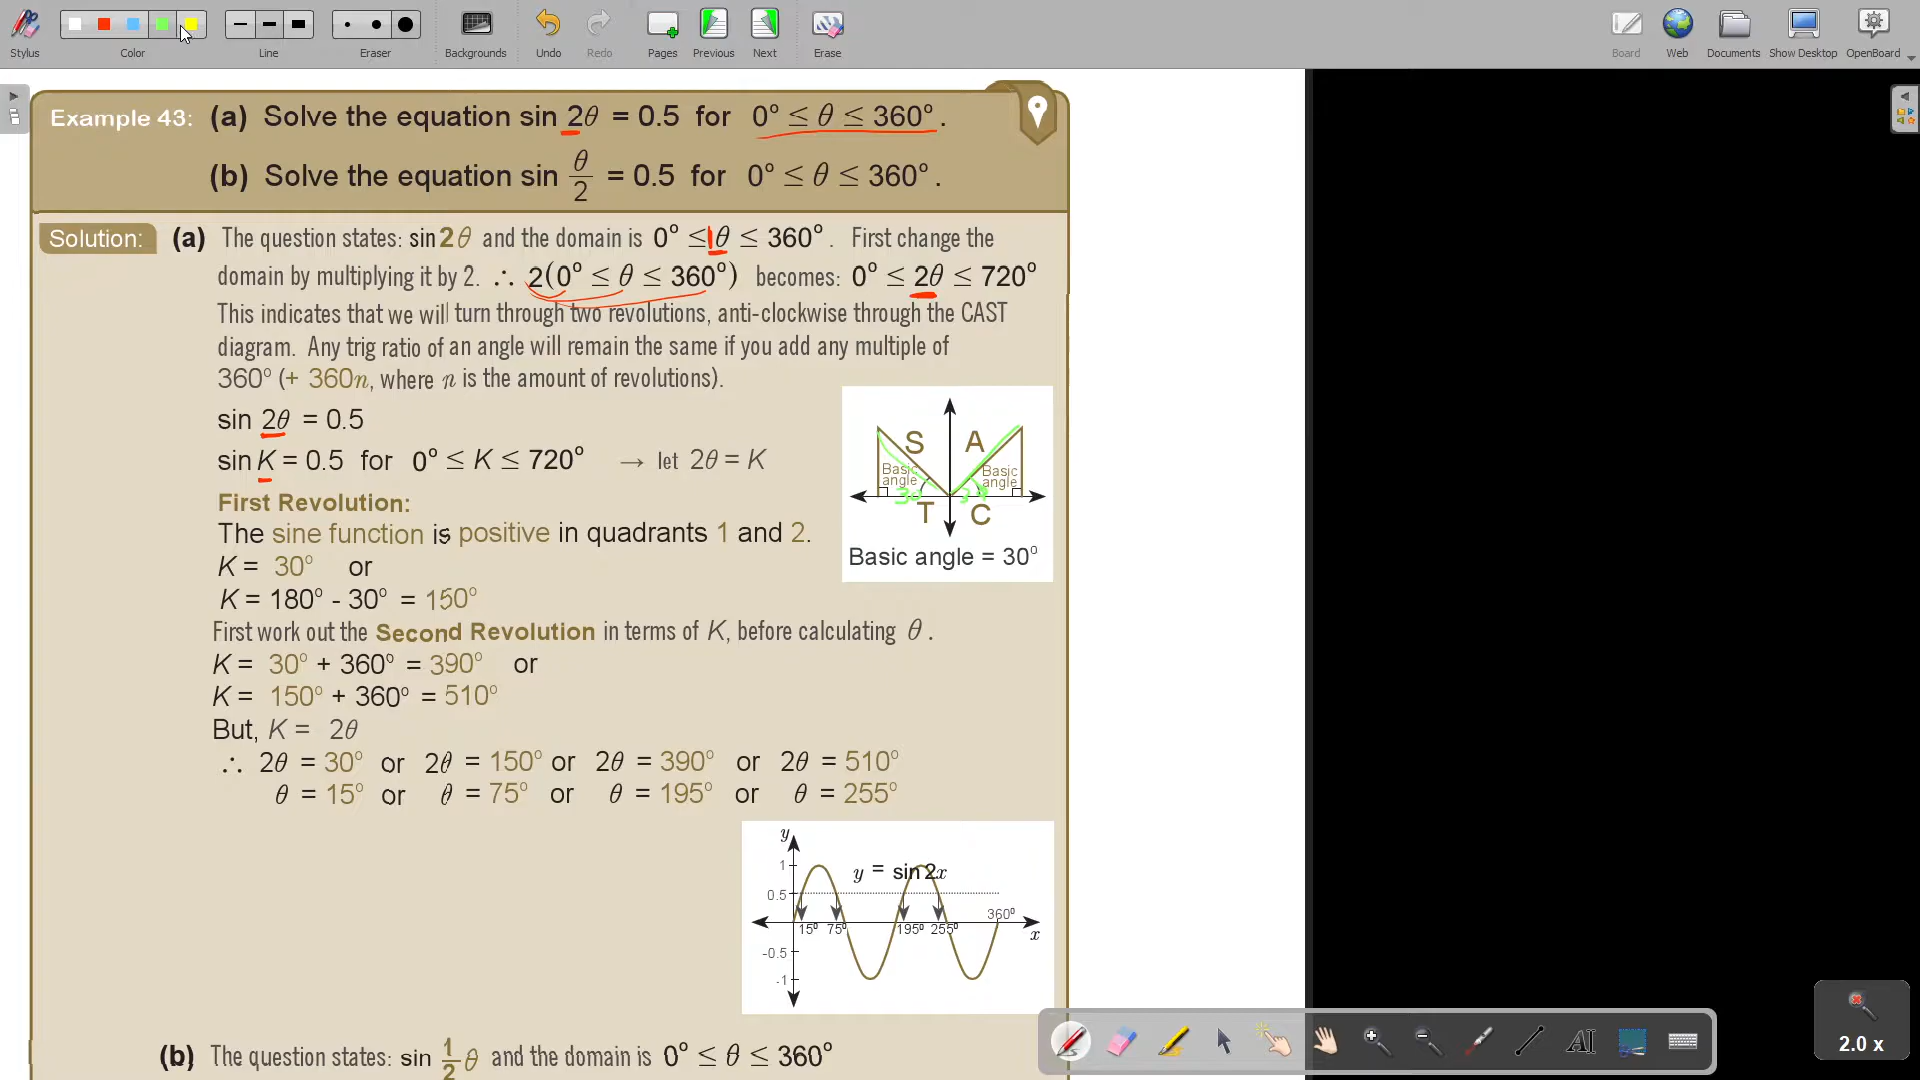 Stylus Color Line Eraser Backgrounds Undo Redo Pages Previous Next Erase Board Web Documents Show Desktop OpenBoard
Example 43: (a) Solve the equation sin 2θ = 0.5 for 0° ≤ θ ≤ 360°.
(b) Solve the equation sin θ/2 = 0.5 for 0° ≤ θ ≤ 360°.
Solution: (a) The question states: sin 2θ and the domain is 0° ≤ 1θ ≤ 360°. First change the
domain by multiplying it by 2. ∴ 2(0° ≤ θ ≤ 360°) becomes: 0° ≤ 2θ ≤ 720°
This indicates that we will turn through two revolutions, anti-clockwise through the CAST
diagram. Any trig ratio of an angle will remain the same if you add any multiple of
360° (+ 360n, where n is the amount of revolutions).
sin 2θ = 0.5
sin K = 0.5 for 0° ≤ K ≤ 720° → let 2θ = K
S A
Basic angle Basic angle
30
T C
Basic angle = 30°
First Revolution:
The sine function is positive in quadrants 1 and 2.
K = 30° or
K = 180° - 30° = 150°
First work out the Second Revolution in terms of K, before calculating θ.
K = 30° + 360° = 390° or
K = 150° + 360° = 510°
But, K = 2θ
∴ 2θ = 30° or 2θ = 150° or 2θ = 390° or 2θ = 510°
θ = 15° or θ = 75° or θ = 195° or θ = 255°
y
1
y = sin 2x
0.5
360°
15° 75° 195° 255°
x
-0.5
-1
(b) The question states: sin 1/2 θ and the domain is 0° ≤ θ ≤ 360°
2.0 x